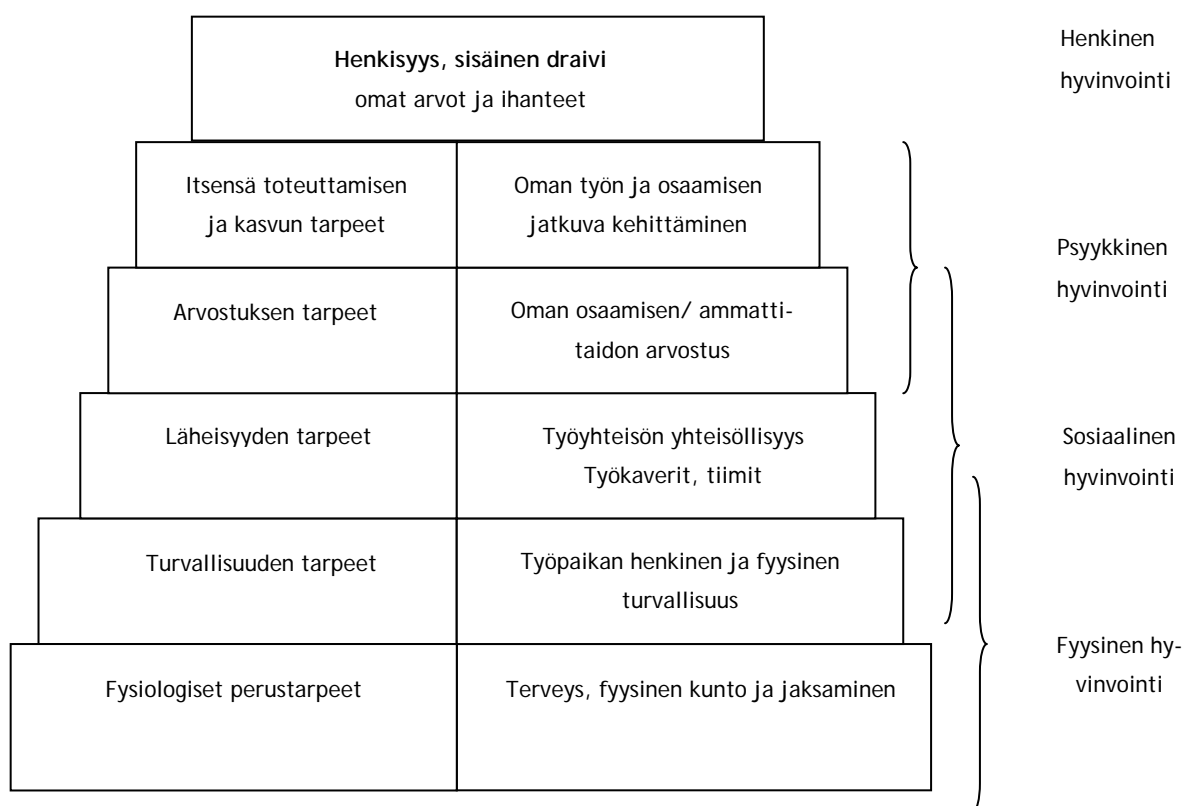 Henkisyys, sisäinen draivi
omat arvot ja ihanteet
Henkinen
hyvinvointi
Itsensä toteuttamisen
ja kasvun tarpeet
Oman työn ja osaamisen
jatkuva kehittäminen
Psyykkinen
hyvinvointi
Arvostuksen tarpeet
Oman osaamisen/ ammatti-
taidon arvostus
Läheisyyden tarpeet
Työyhteisön yhteisöllisyys
Työkaverit, tiimit
Sosiaalinen
hyvinvointi
Turvallisuuden tarpeet
Työpaikan henkinen ja fyysinen
turvallisuus
Fysiologiset perustarpeet
Terveys, fyysinen kunto ja jaksaminen
Fyysinen hy-
vinvointi